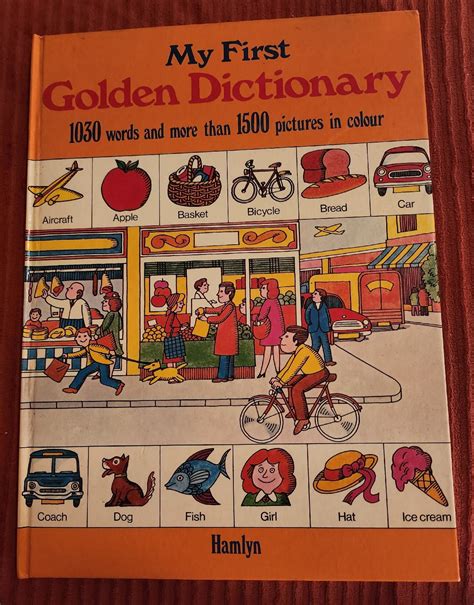 My First
Golden Dictionary
1030 words and more than 1500 pictures in colour
Aircraft Apple Basket Bicycle Bread Car
Coach Dog Fish Girl Hat Ice cream
Hamlyn